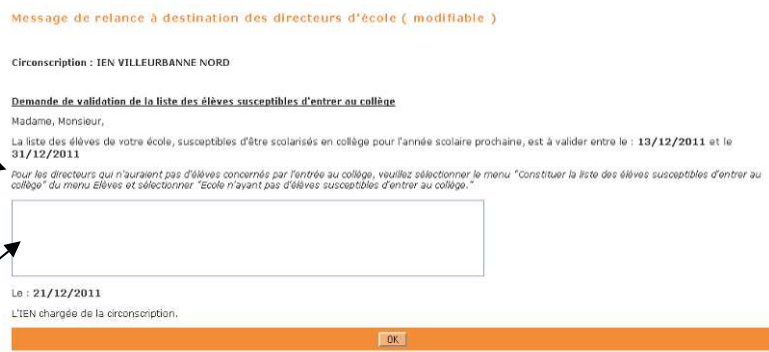 Message de relance à destination des directeurs d'école ( modifiable )
Circonscription : IEN VILLEURBANNE NORD
Demande de validation de la liste des élèves susceptibles d'entrer au collège
Madame, Monsieur,
La liste des élèves de votre école, susceptibles d'être scolarisés en collège pour l'année scolaire prochaine, est à valider entre le : 13/12/2011 et le
31/12/2011
Pour les directeurs qui n'auraient pas d'élèves concernés par l'entrée au collège, veuillez sélectionner le menu "Constituer la liste des élèves susceptibles d'entrer au
collège" du menu Elèves et sélectionner "Ecole n'ayant pas d'élèves susceptibles d'entrer au collège."
Le : 21/12/2011
L'IEN chargée de la circonscription.
OK